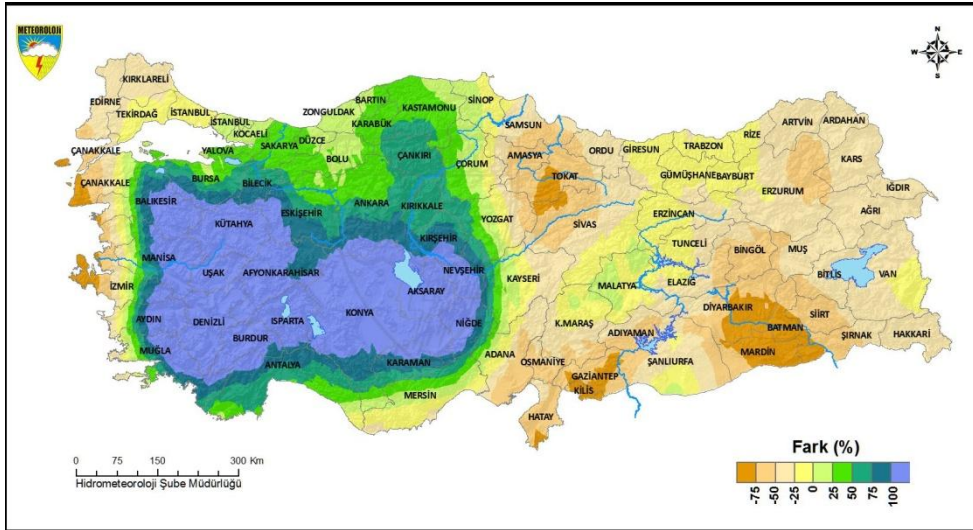 METEOROLOJİ
N
W E
S
KIRKLARELİ
EDİRNE
TEKİRDAĞ
İSTANBUL
İSTANBUL
KOCAELİ
YALOVA
SAKARYA
DÜZCE
BOLU
ZONGULDAK
BARTIN
KARABÜK
KASTAMONU
SİNOP
SAMSUN
ÇANKIRI
ÇORUM
AMASYA
TOKAT
ORDU
GİRESUN
TRABZON
RİZE
ARTVİN
ARDAHAN
KARS
GÜMÜŞHANE
BAYBURT
ERZURUM
IĞDIR
AĞRI
ÇANAKKALE
ÇANAKKALE
BALIKESİR
BURSA
BİLECİK
ESKİŞEHİR
ANKARA
KIRIKKALE
KIRŞEHİR
YOZGAT
SİVAS
ERZİNCAN
TUNCELİ
BİNGÖL
MUŞ
BİTLİS
VAN
KÜTAHYA
MANİSA
UŞAK
AFYONKARAHİSAR
İZMİR
AYDIN
DENİZLİ
ISPARTA
BURDUR
MUĞLA
ANTALYA
KONYA
AKSARAY
NEVŞEHİR
NİĞDE
KARAMAN
MERSİN
KAYSERİ
ADANA
K.MARAŞ
OSMANİYE
HATAY
GAZİANTEP
KİLİS
ADIYAMAN
MALATYA
ELAZIĞ
DİYARBAKIR
ŞANLIURFA
MARDİN
BATMAN
SİİRT
ŞIRNAK
HAKKARİ
0 75 150 300 Km
Hidrometeoroloji Şube Müdürlüğü
Fark (%)
-75 -50 -25 0 25 50 75 100